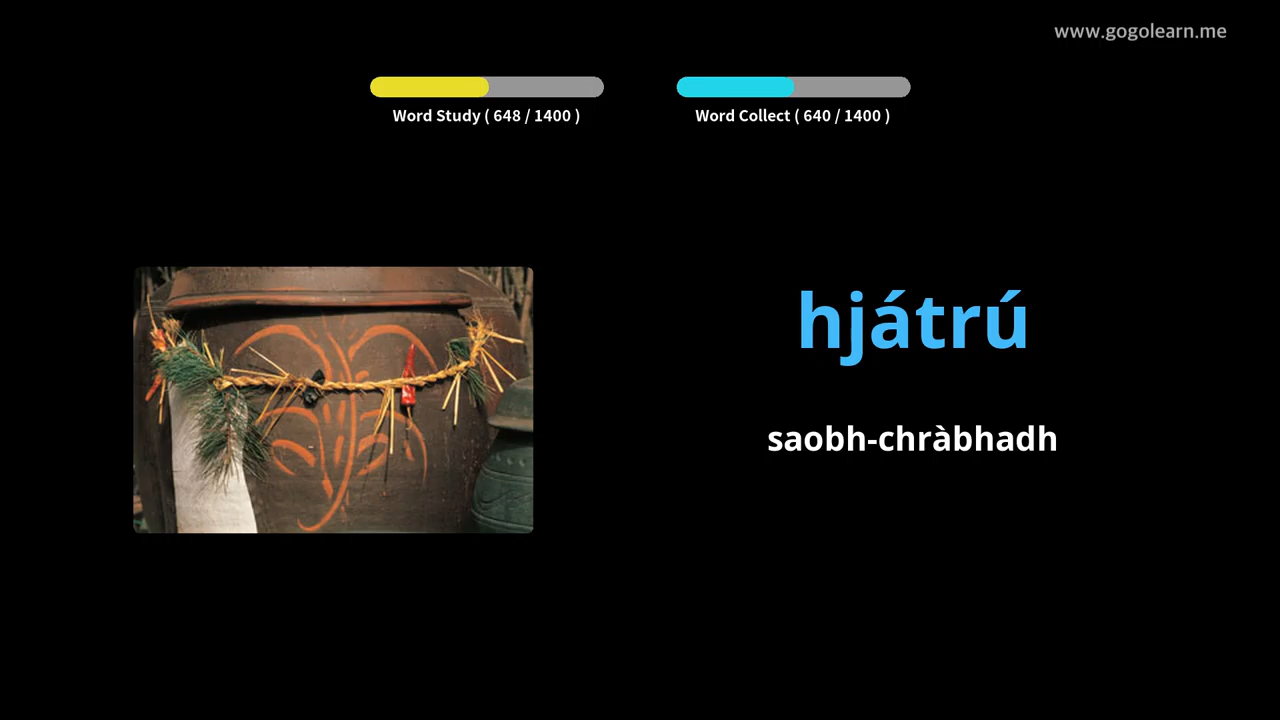 www.gogolearn.me
Word Study ( 648 / 1400 )
Word Collect ( 640 / 1400 )
hjátrú
saobh-chràbhadh